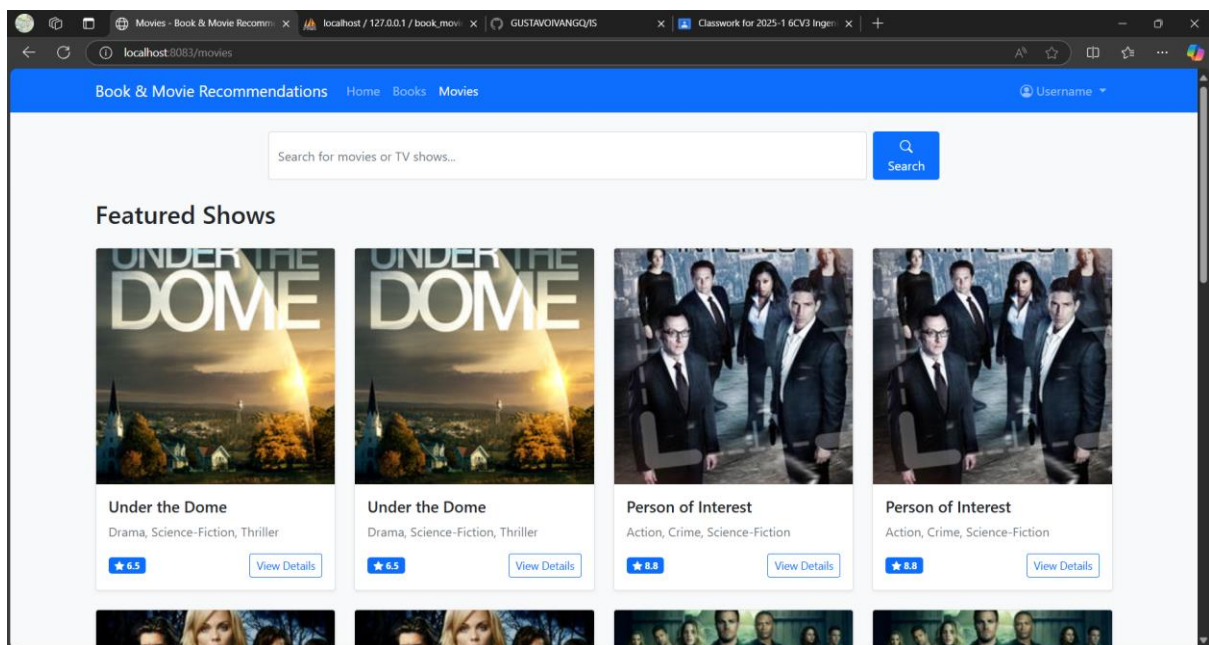 Movies - Book & Movie Recomm
localhost / 127.0.0.1 / book_movi
GUSTAVOIVANGQ/IS
Classwork for 2025-1 6CV3 Ingen
localhost:8083/movies
Book & Movie Recommendations Home Books Movies Username
Search for movies or TV shows...
Search
Featured Shows
UNDER THE
DOME
UNDER THE
DOME
Under the Dome
Drama, Science-Fiction, Thriller
6.5 View Details
Under the Dome
Drama, Science-Fiction, Thriller
6.5 View Details
Person of Interest
Action, Crime, Science-Fiction
8.8 View Details
Person of Interest
Action, Crime, Science-Fiction
8.8 View Details